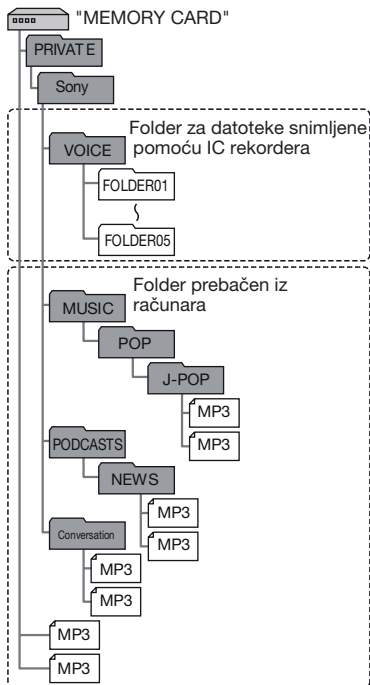 "MEMORY CARD"
PRIVATE
Sony
Folder za datoteke snimljene
pomoću IC rekordera
VOICE
FOLDER01
FOLDER05
Folder prebačen iz
računara
MUSIC
POP
J-POP
MP3
MP3
PODCASTS
NEWS
MP3
MP3
Conversation
MP3
MP3
MP3
MP3